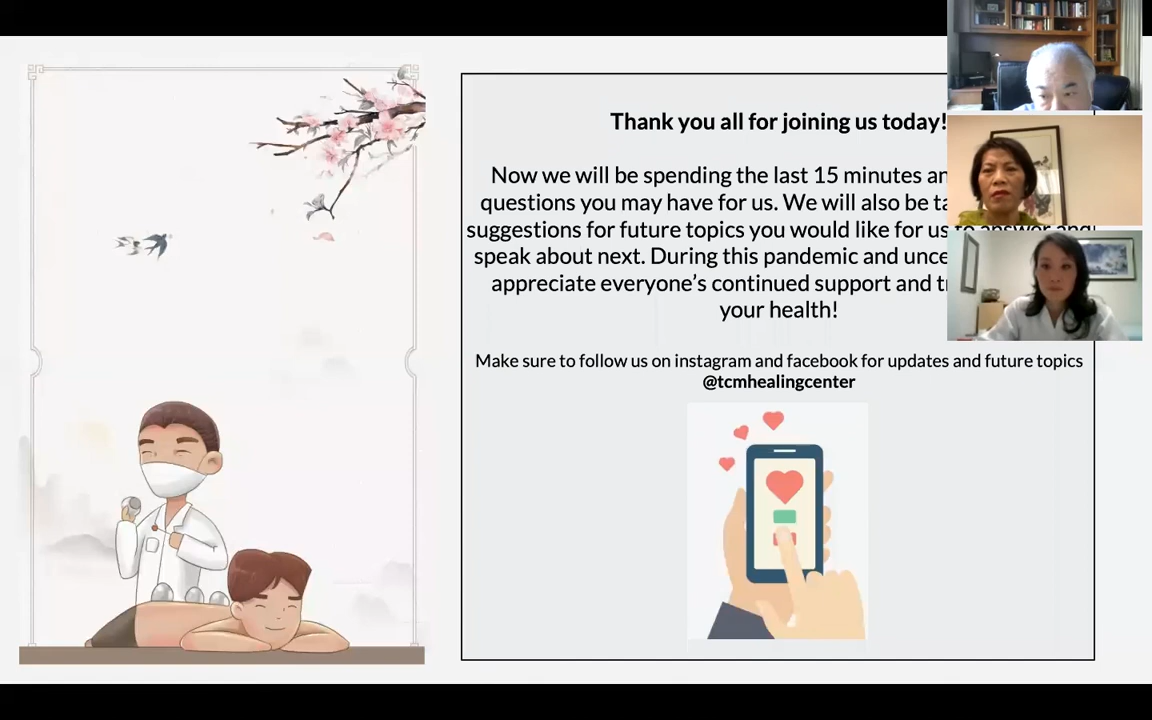 Thank you all for joining us today!
Now we will be spending the last 15 minutes
questions you may have for us. We will also be
suggestions for future topics you would like for us to answer and
speak about next. During this pandemic and
appreciate everyone's continued support and
your health!
Make sure to follow us on instagram and facebook for updates and future topics
@tcmhealingcenter